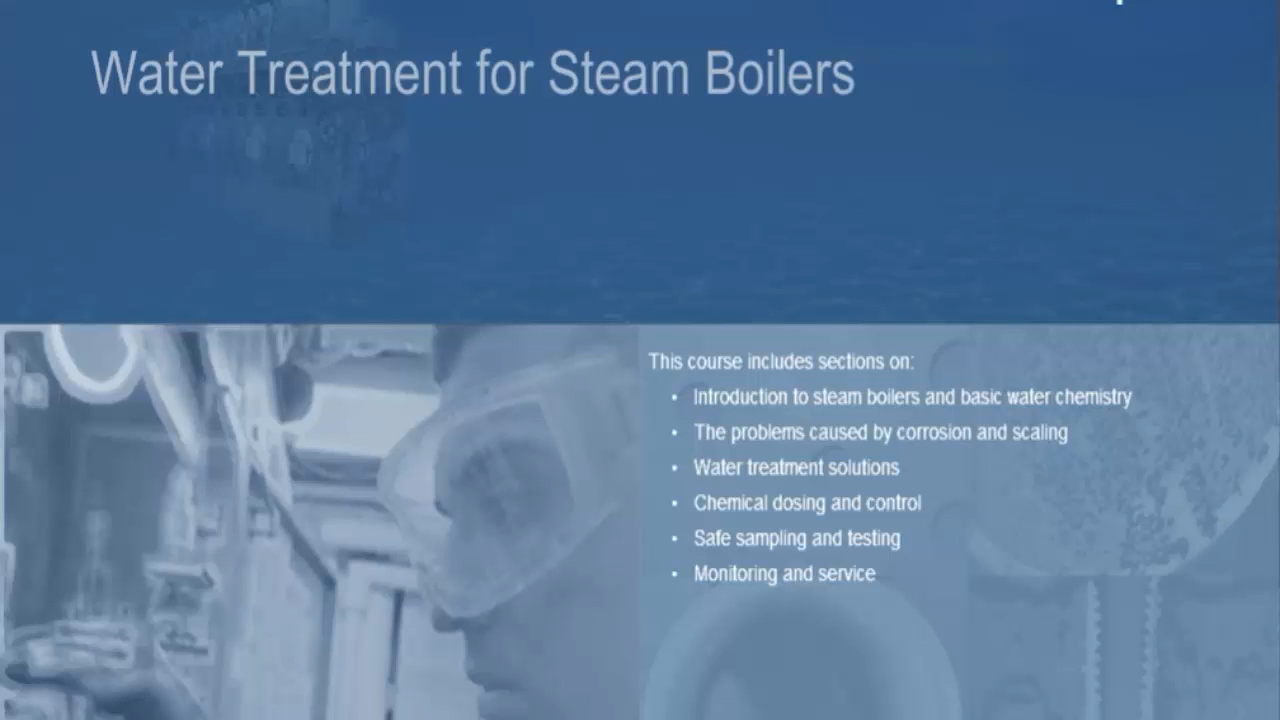 Water Treatment for Steam Boilers
This course includes sections on:
• Introduction to steam boilers and basic water chemistry
• The problems caused by corrosion and scaling
• Water treatment solutions
• Chemical dosing and control
• Safe sampling and testing
• Monitoring and service